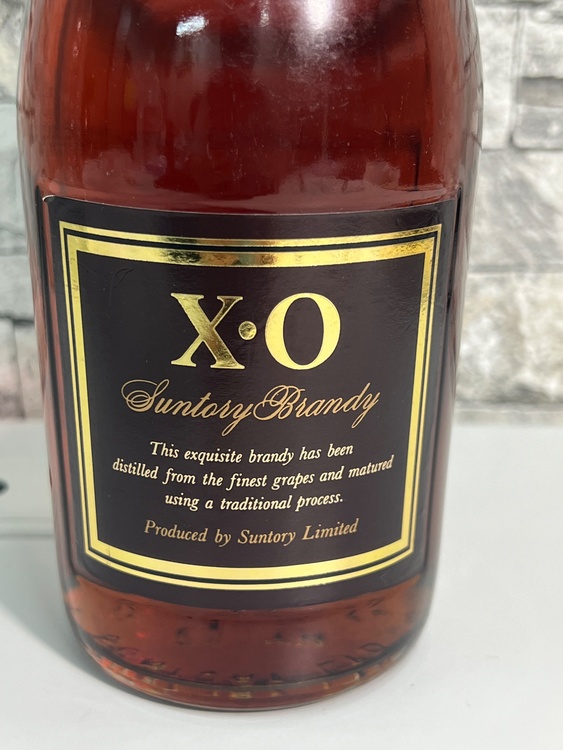 X·O
Suntory Brandy
This exquisite brandy has been
distilled from the finest grapes and matured
using a traditional process.
Produced by Suntory Limited